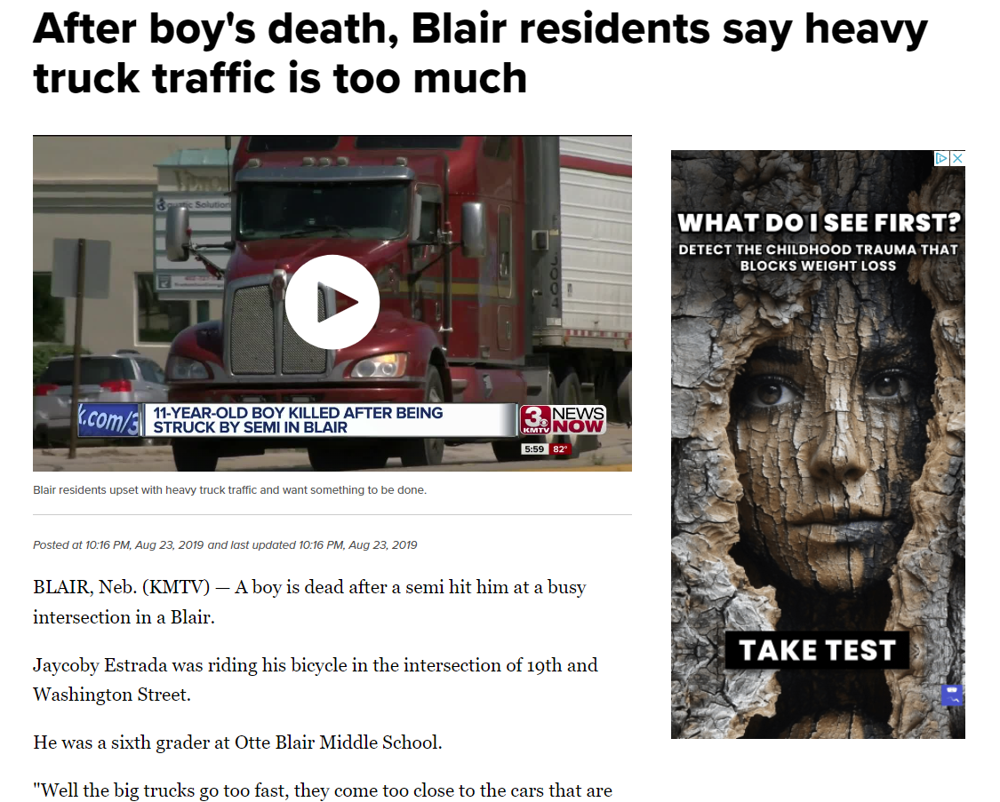 After boy's death, Blair residents say heavy
truck traffic is too much
Solution
k.com/3
11-YEAR-OLD BOY KILLED AFTER BEING
STRUCK BY SEMI IN BLAIR
3 KMTV NEWS NOW
5:59 82°
Blair residents upset with heavy truck traffic and want something to be done.
Posted at 10:16 PM, Aug 23, 2019 and last updated 10:16 PM, Aug 23, 2019
BLAIR, Neb. (KMTV) — A boy is dead after a semi hit him at a busy
intersection in a Blair.
Jaycoby Estrada was riding his bicycle in the intersection of 19th and
Washington Street.
He was a sixth grader at Otte Blair Middle School.
"Well the big trucks go too fast, they come too close to the cars that are
WHAT DO I SEE FIRST?
DETECT THE CHILDHOOD TRAUMA THAT
BLOCKS WEIGHT LOSS
TAKE TEST